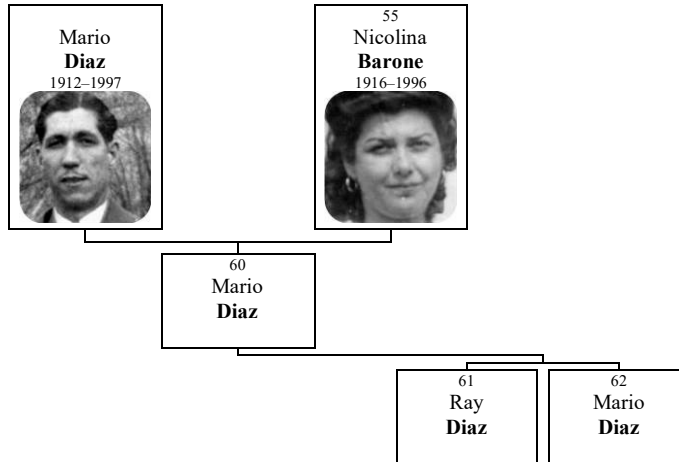 Mario
Diaz
1912–1997
55
Nicolina
Barone
1916–1996
60
Mario
Diaz
61
Ray
Diaz
62
Mario
Diaz